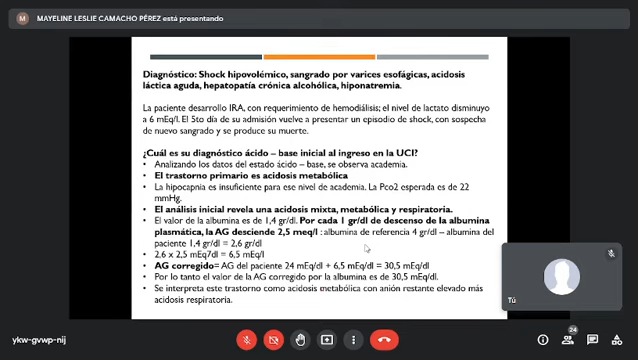 M MAYELINE LESLIE CAMACHO PÉREZ está presentando
Diagnóstico: Shock hipovolémico, sangrado por varices esofágicas, acidosis
láctica aguda, hepatopatía crónica alcohólica, hiponatremia.
La paciente desarrollo IRA, con requerimiento de hemodiálisis; el nivel de lactato disminuyo
a 6 mEq/l. El 5to día de su admisión vuelve a presentar un episodio de shock, con sospecha
de nuevo sangrado y se produce su muerte.
¿Cuál es su diagnóstico ácido – base inicial al ingreso en la UCI?
• Analizando los datos del estado ácido – base, se observa academia.
• El trastorno primario es acidosis metabólica
• La hipocapnia es insuficiente para ese nivel de academia. La Pco2 esperada es de 22
mmHg.
• El análisis inicial revela una acidosis mixta, metabólica y respiratoria.
• El valor de la albumina es de 1,4 gr/dl. Por cada 1 gr/dl de descenso de la albumina
plasmática, la AG desciende 2,5 meq/l : albumina de referencia 4 gr/dl – albumina del
paciente 1,4 gr/dl = 2,6 gr/dl
• 2,6 x 2,5 mEq7dl = 6,5 mEq/l
• AG corregido= AG del paciente 24 mEq/dl + 6,5 mEq/dl = 30,5 mEq/dl
• Por lo tanto el valor de la AG corregido por la albumina es de 30,5 mEq/dl.
• Se interpreta este trastorno como acidosis metabólica con anión restante elevado más
acidosis respiratoria.
Tú
ykw-gvwp-nij
24